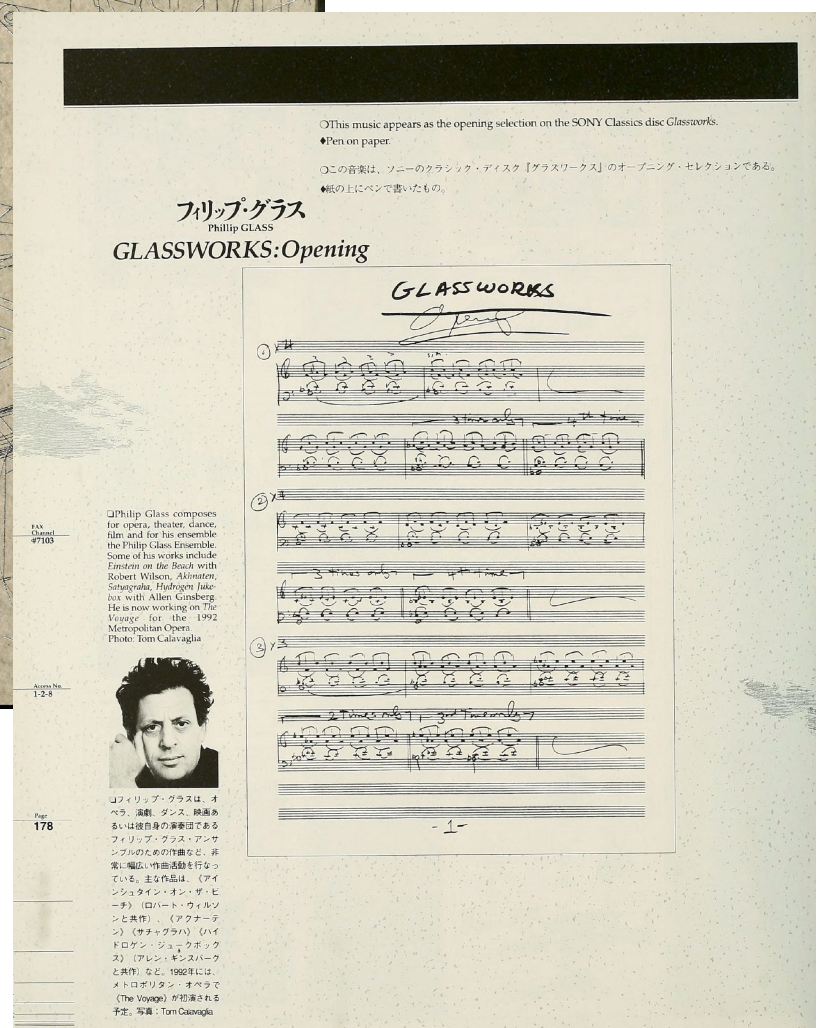 ❍This music appears as the opening selection on the SONY Classics disc Glassworks.
♦Pen on paper.
❍この音楽は、ソニーのクラシック・ディスク『グラスワークス』のオープニング・セレクションである。
♦紙の上にペンで書いたもの。
フィリップ・グラス
Phillip GLASS
GLASSWORKS:Opening
GLASSWORKS
Opening
1 x4
3 times only
4th time
2 x4
3 times only
4th time
3 x3
2 Times only
3rd Time only
-1-
❑Philip Glass composes
for opera, theater, dance,
film and for his ensemble
the Philip Glass Ensemble.
Some of his works include
Einstein on the Beach with
Robert Wilson, Akhnaten,
Satyagraha, Hydrogen Juke-
box with Allen Ginsberg.
He is now working on The
Voyage for the 1992
Metropolitan Opera.
Photo: Tom Calavaglia
FAX
Channel
#7103
Access No.
1-2-8
Page
178
❑フィリップ・グラスは、オ
ペラ、演劇、ダンス、映画あ
るいは彼自身の演奏団である
フィリップ・グラス・アンサ
ンブルのための作曲など、非
常に幅広い作曲活動を行なっ
ている。主な作品は、《アイ
ンシュタイン・オン・ザ・ビ
ーチ》(ロバート・ウィルソ
ンと共作)、《アクナーテ
ン》《サチャグラハ》《ハイ
ドロゲン・ジュークボック
ス》(アレン・ギンスバーグ
と共作)など。1992年には、
メトロポリタン・オペラで
《The Voyage》が初演される
予定。写真:Tom Calavaglia